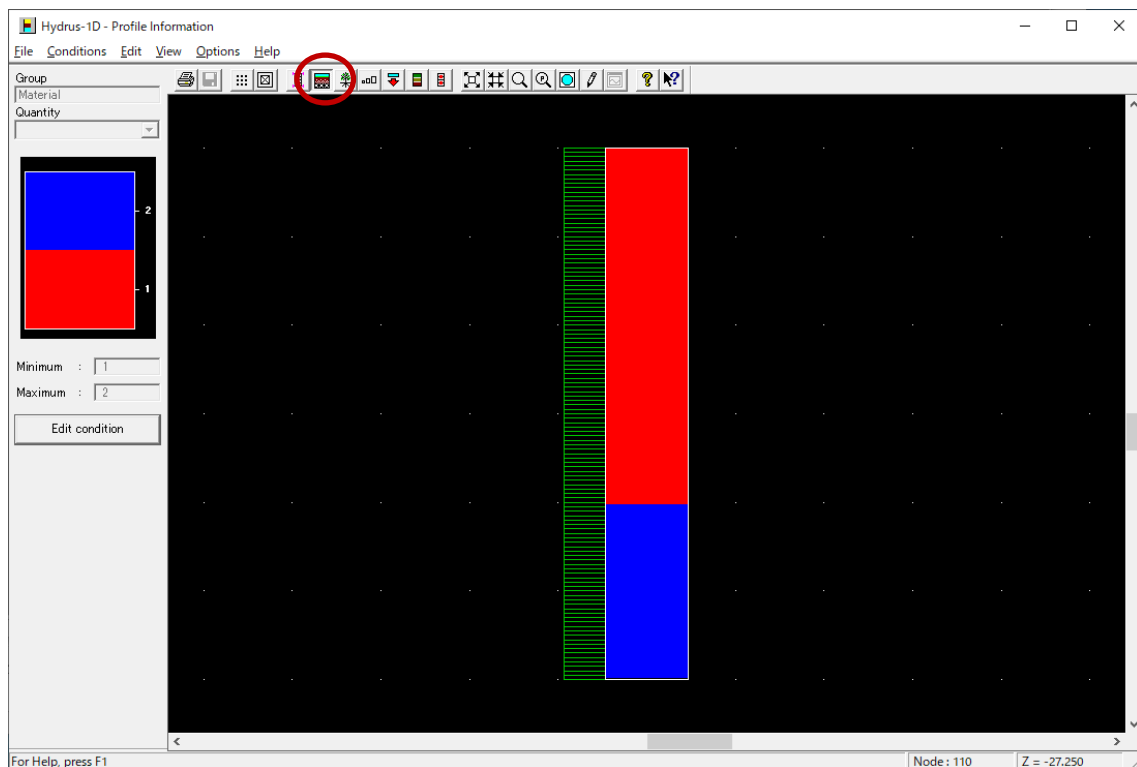 Hydrus-1D - Profile Information
File Conditions Edit View Options Help
Group
Material
Quantity
2
1
Minimum : 1
Maximum : 2
Edit condition
For Help, press F1
Node : 110
Z = -27.250